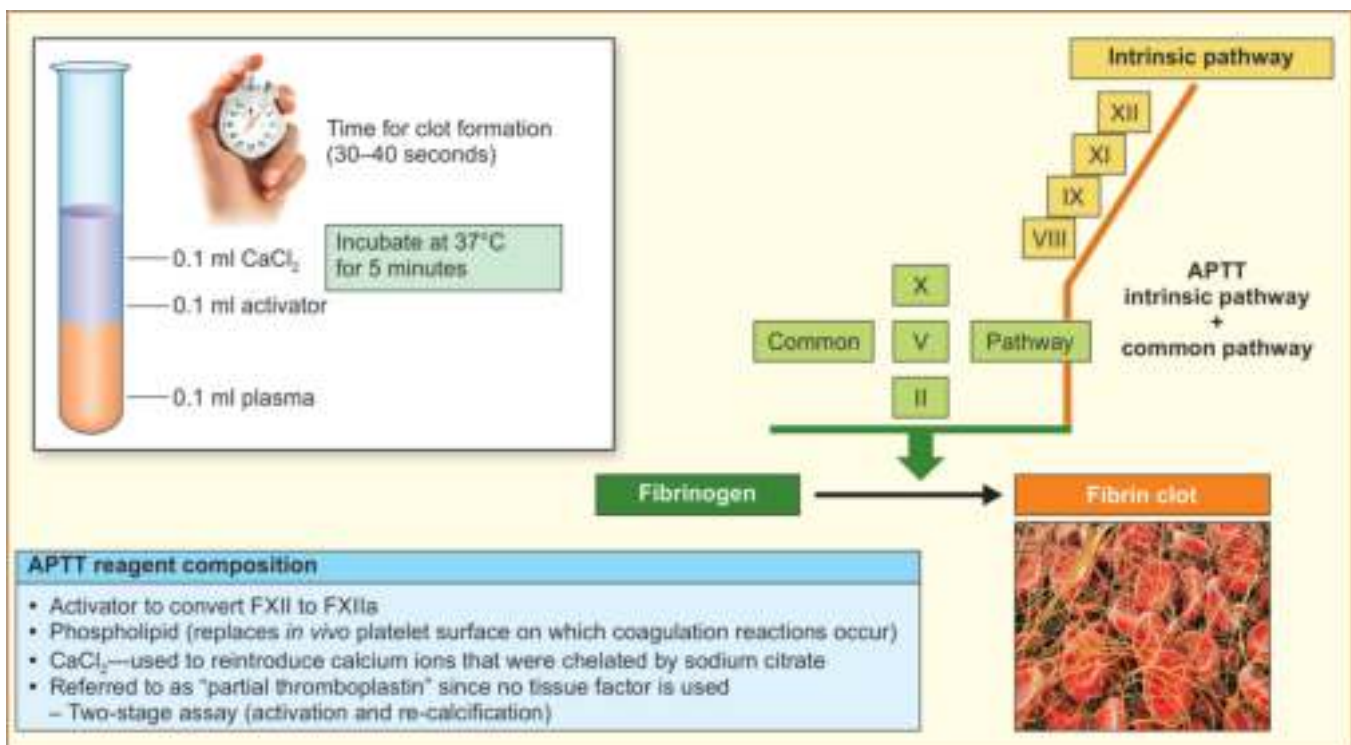 Time for clot formation
(30–40 seconds)
0.1 ml CaCl₂
Incubate at 37°C
for 5 minutes
0.1 ml activator
0.1 ml plasma
Intrinsic pathway
XII
XI
IX
VIII
APTT
intrinsic pathway
+
common pathway
X
Common V Pathway
II
Fibrinogen
Fibrin clot
APTT reagent composition
• Activator to convert FXII to FXIIa
• Phospholipid (replaces in vivo platelet surface on which coagulation reactions occur)
• CaCl₂—used to reintroduce calcium ions that were chelated by sodium citrate
• Referred to as “partial thromboplastin” since no tissue factor is used
– Two-stage assay (activation and re-calcification)